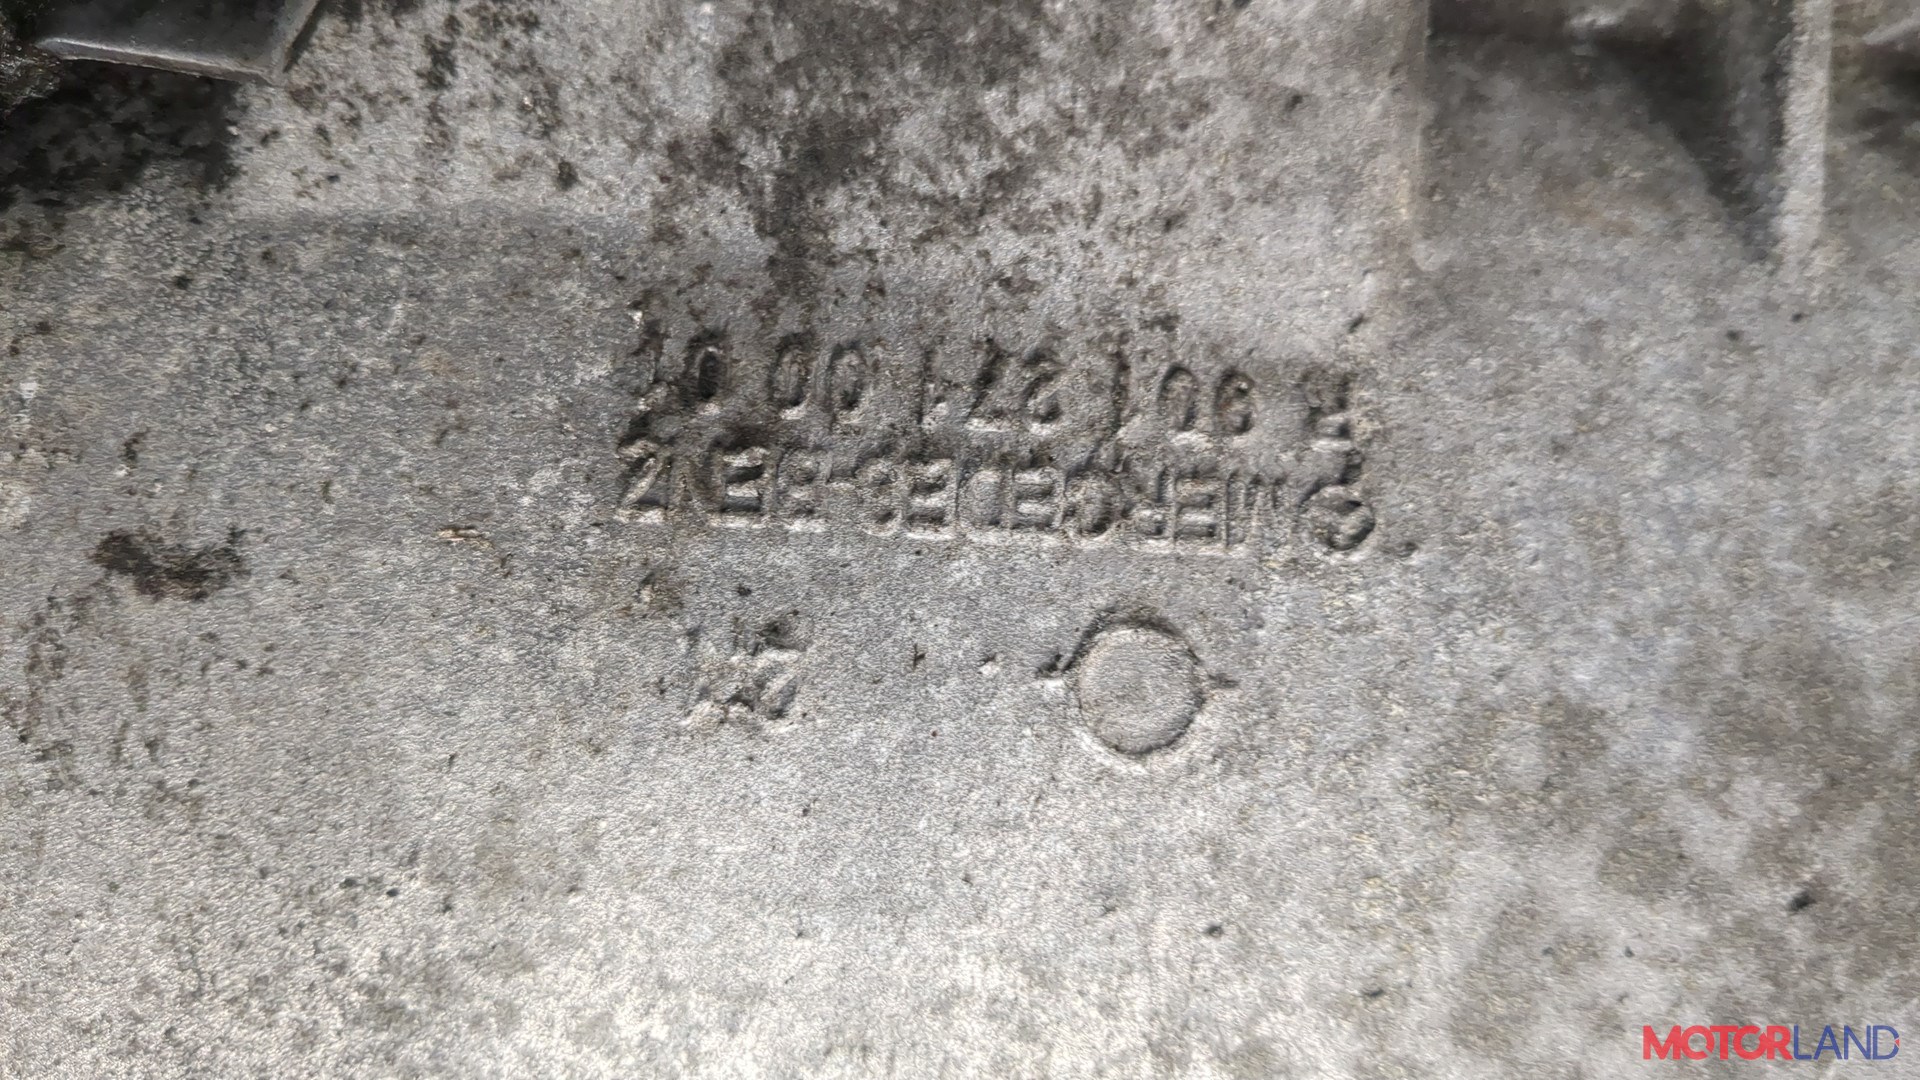 © MERCEDES-BENZ
R 901 271 00 01
MOTORLAND